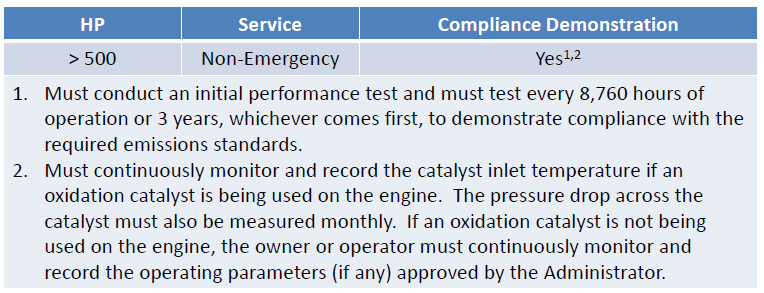 HP Service Compliance Demonstration
> 500 Non-Emergency Yes1,2
1. Must conduct an initial performance test and must test every 8,760 hours of
operation or 3 years, whichever comes first, to demonstrate compliance with the
required emissions standards.
2. Must continuously monitor and record the catalyst inlet temperature if an
oxidation catalyst is being used on the engine.  The pressure drop across the
catalyst must also be measured monthly.  If an oxidation catalyst is not being
used on the engine, the owner or operator must continuously monitor and
record the operating parameters (if any) approved by the Administrator.